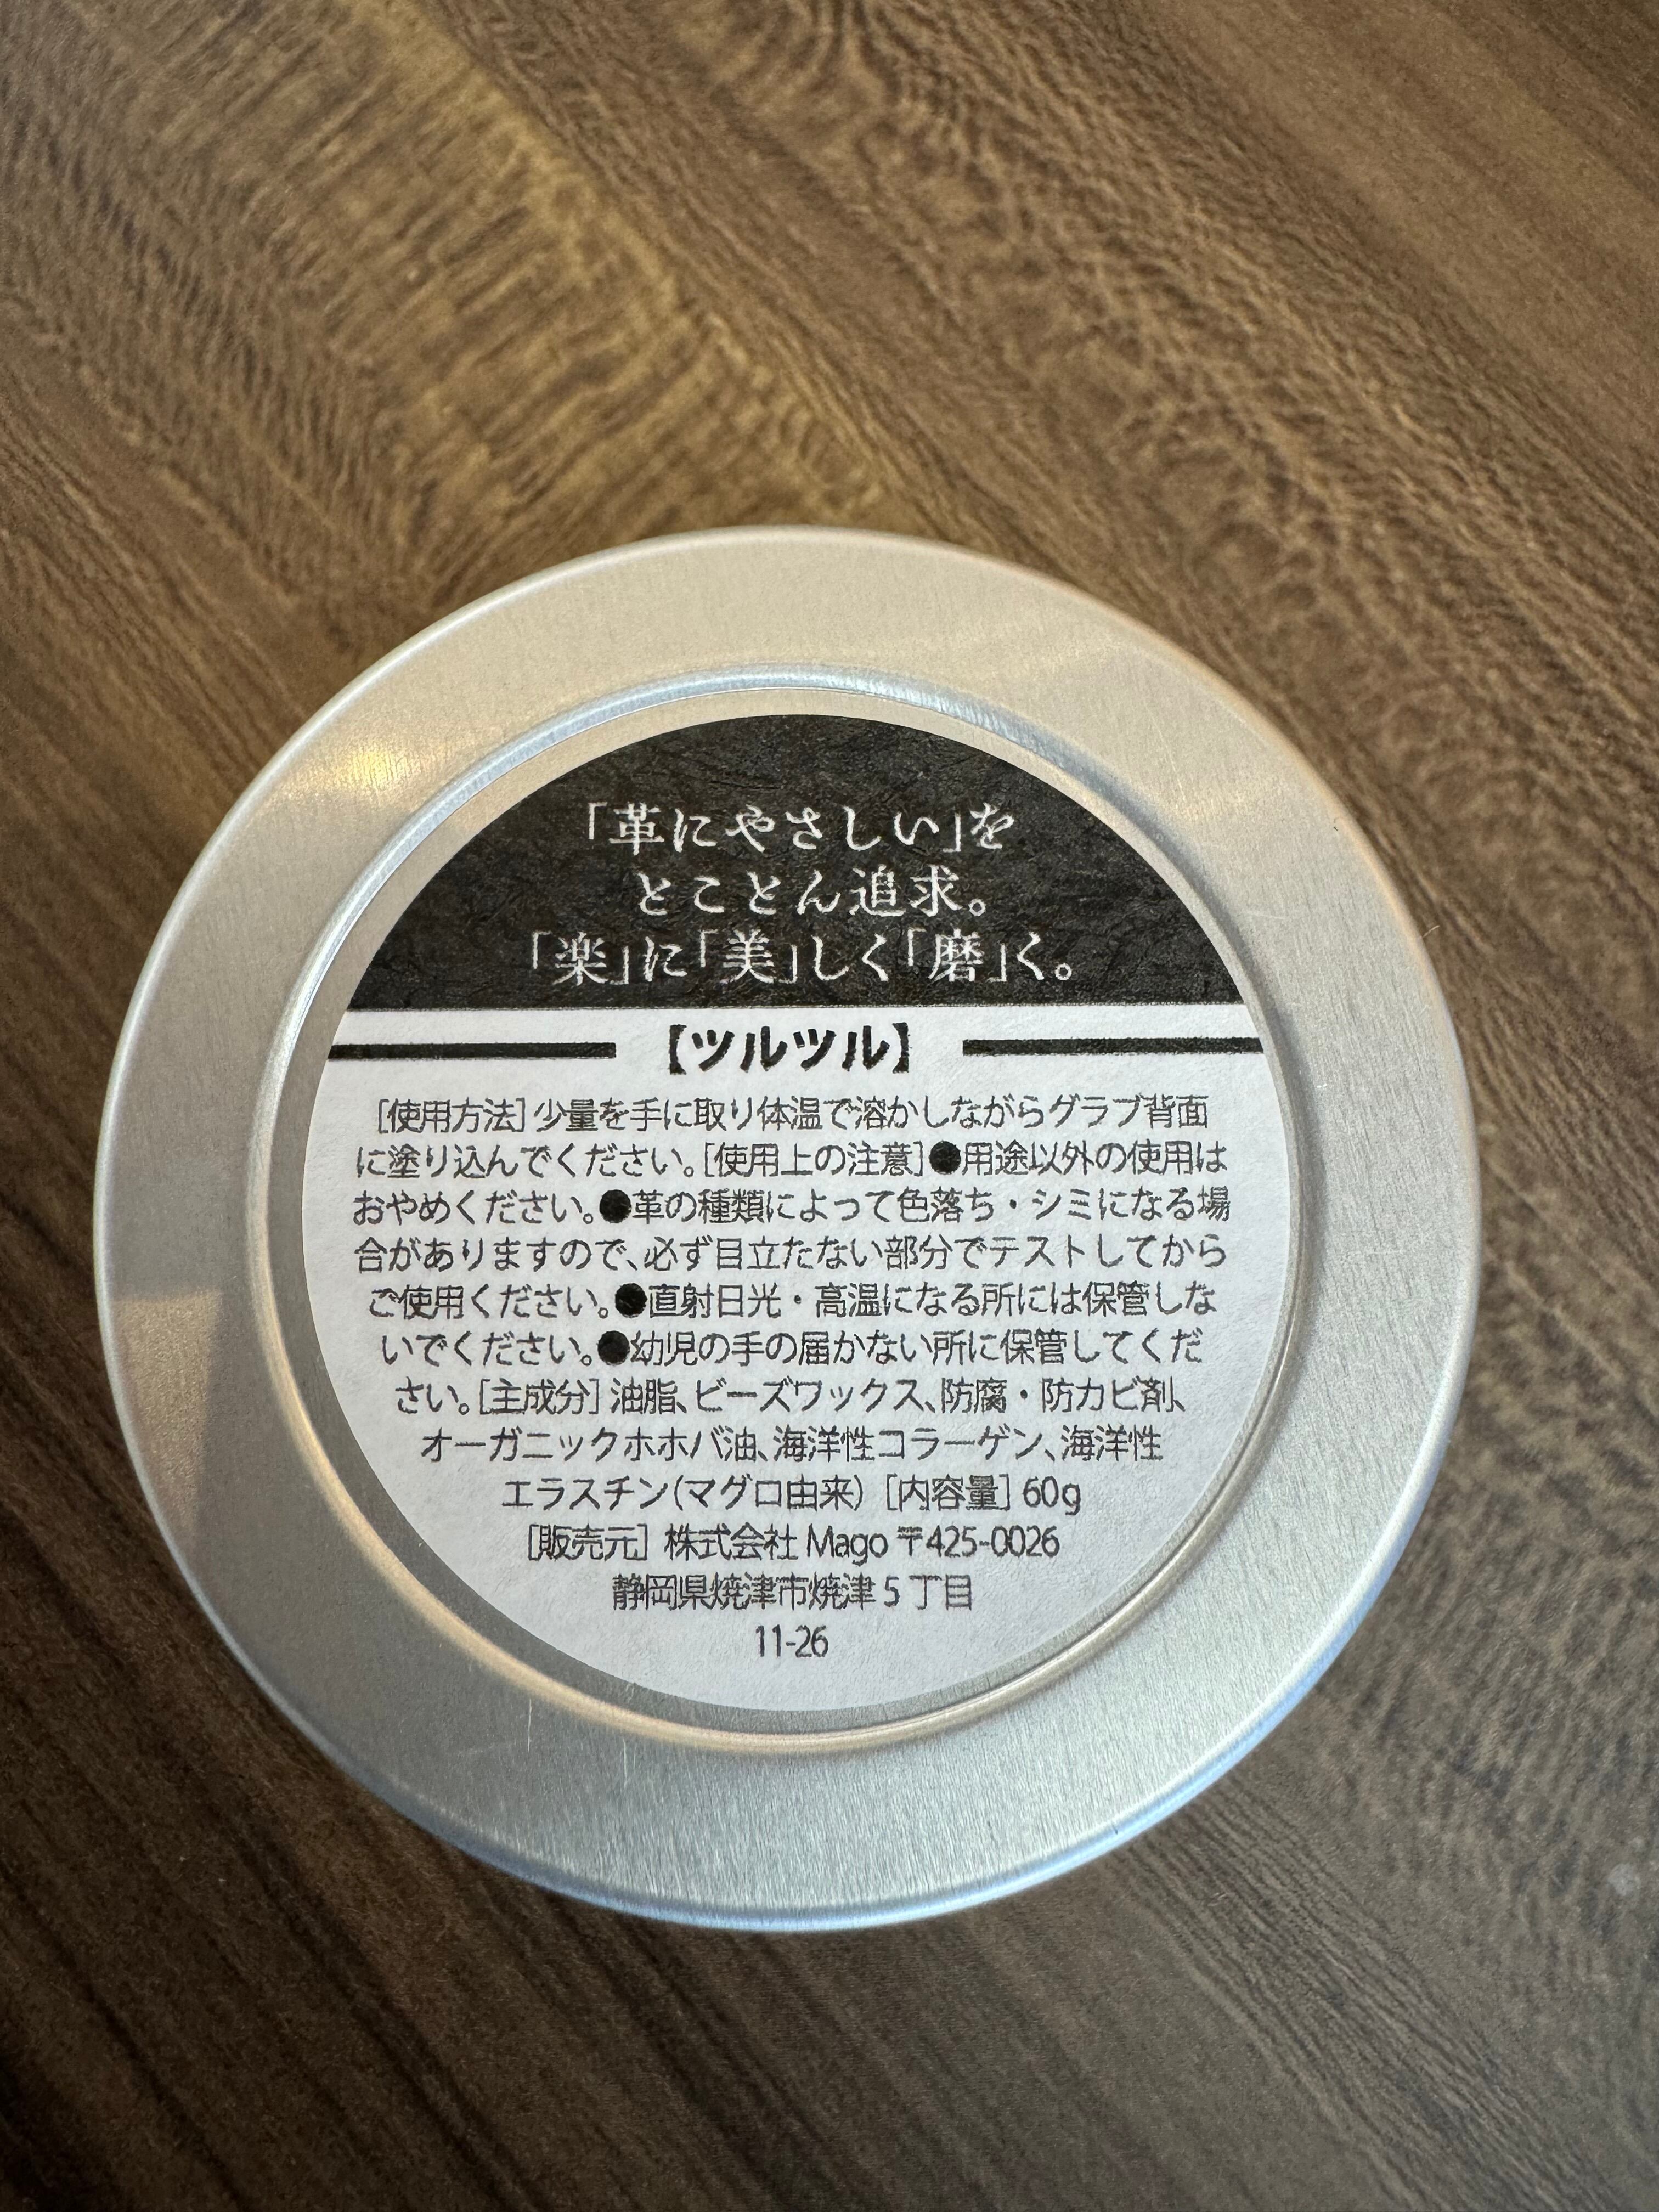 「革にやさしい」を
とことん追求。
「楽」に「美」しく「磨」く。
【ツルツル】
［使用方法］少量を手に取り体温で溶かしながらグラブ背面
に塗り込んでください。［使用上の注意］●用途以外の使用は
おやめください。●革の種類によって色落ち・シミになる場
合がありますので、必ず目立たない部分でテストしてから
ご使用ください。●直射日光・高温になる所には保管しな
いでください。●幼児の手の届かない所に保管してくだ
さい。［主成分］油脂、ビーズワックス、防腐・防カビ剤、
オーガニックホホバ油、海洋性コラーゲン、海洋性
エラスチン（マグロ由来）［内容量］60g
［販売元］株式会社 Mago 〒425-0026
静岡県焼津市焼津 5 丁目
11-26